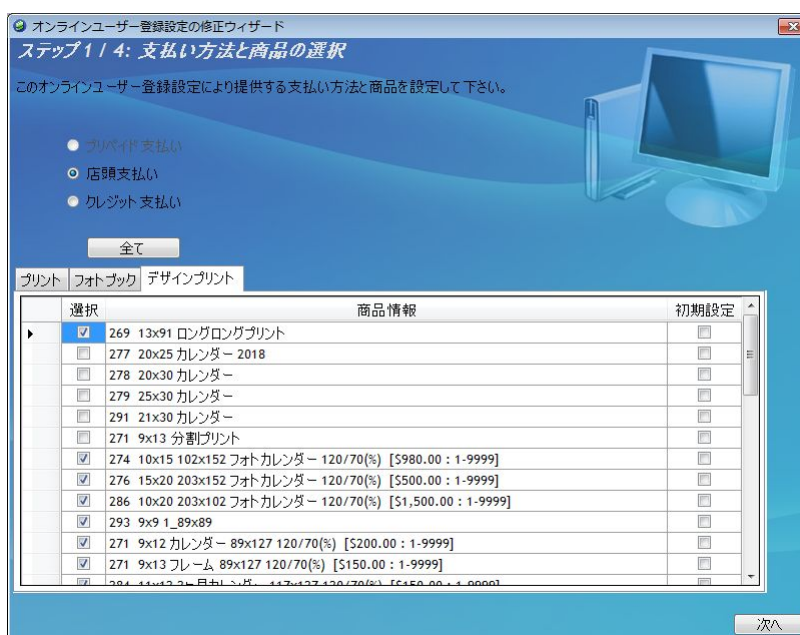 オンラインユーザー登録設定の修正ウィザード
ステップ1 / 4: 支払い方法と商品の選択
このオンラインユーザー登録設定により提供する支払い方法と商品を設定して下さい。
プリペイド支払い
店頭支払い
クレジット支払い
全て
プリント フォトブック デザインプリント
選択 商品情報 初期設定
269 13x91 ロングロングプリント
277 20x25 カレンダー 2018
278 20x30 カレンダー
279 25x30 カレンダー
291 21x30 カレンダー
271 9x13 分割プリント
274 10x15 102x152 フォトカレンダー 120/70(%) [$980.00 : 1-9999]
276 15x20 203x152 フォトカレンダー 120/70(%) [$500.00 : 1-9999]
286 10x20 203x102 フォトカレンダー 120/70(%) [$1,500.00 : 1-9999]
293 9x9 1_89x89
271 9x12 カレンダー 89x127 120/70(%) [$200.00 : 1-9999]
271 9x13 フレーム 89x127 120/70(%) [$150.00 : 1-9999]
次へ